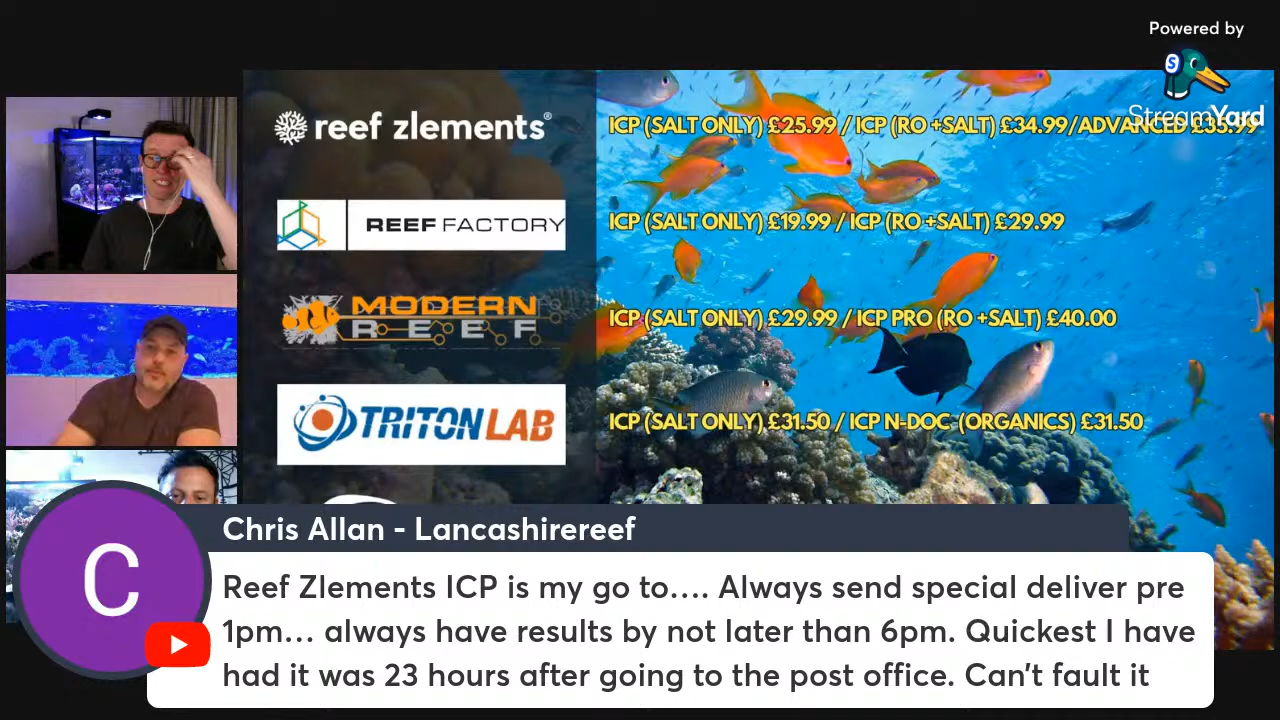 Powered by
StreamYard
reef zlements®
ICP (SALT ONLY) £25.99 / ICP (RO +SALT) £34.99/ADVANCED £35.99
REEF FACTORY
ICP (SALT ONLY) £19.99 / ICP (RO +SALT) £29.99
MODERN
REEF
ICP (SALT ONLY) £29.99 / ICP PRO (RO +SALT) £40.00
TRITON LAB
ICP (SALT ONLY) £31.50 / ICP N-DOC (ORGANICS) £31.50
Chris Allan - Lancashirereef
C
Reef Zlements ICP is my go to…. Always send special deliver pre
1pm… always have results by not later than 6pm. Quickest I have
had it was 23 hours after going to the post office. Can’t fault it